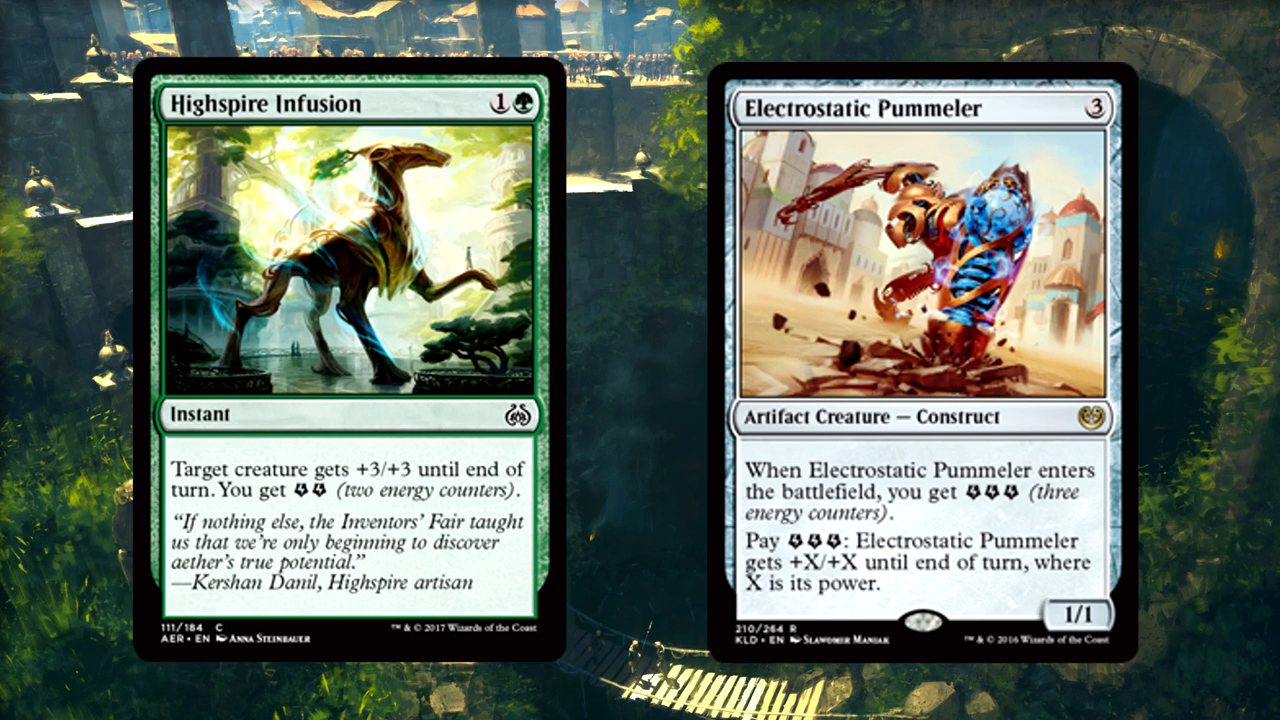 Highspire Infusion 1
Instant
Target creature gets +3/+3 until end of
turn. You get (two energy counters).
“If nothing else, the Inventors’ Fair taught
us that we’re only beginning to discover
aether’s true potential.”
—Kershan Danil, Highspire artisan
111/184 C
AER • EN Anna Steinbauer ™ & © 2017 Wizards of the Coast
Electrostatic Pummeler 3
Artifact Creature — Construct
When Electrostatic Pummeler enters
the battlefield, you get (three
energy counters).
Pay : Electrostatic Pummeler
gets +X/+X until end of turn, where
X is its power.
1/1
210/264 R
KLD • EN Slawomir Maniak ™ & © 2016 Wizards of the Coast